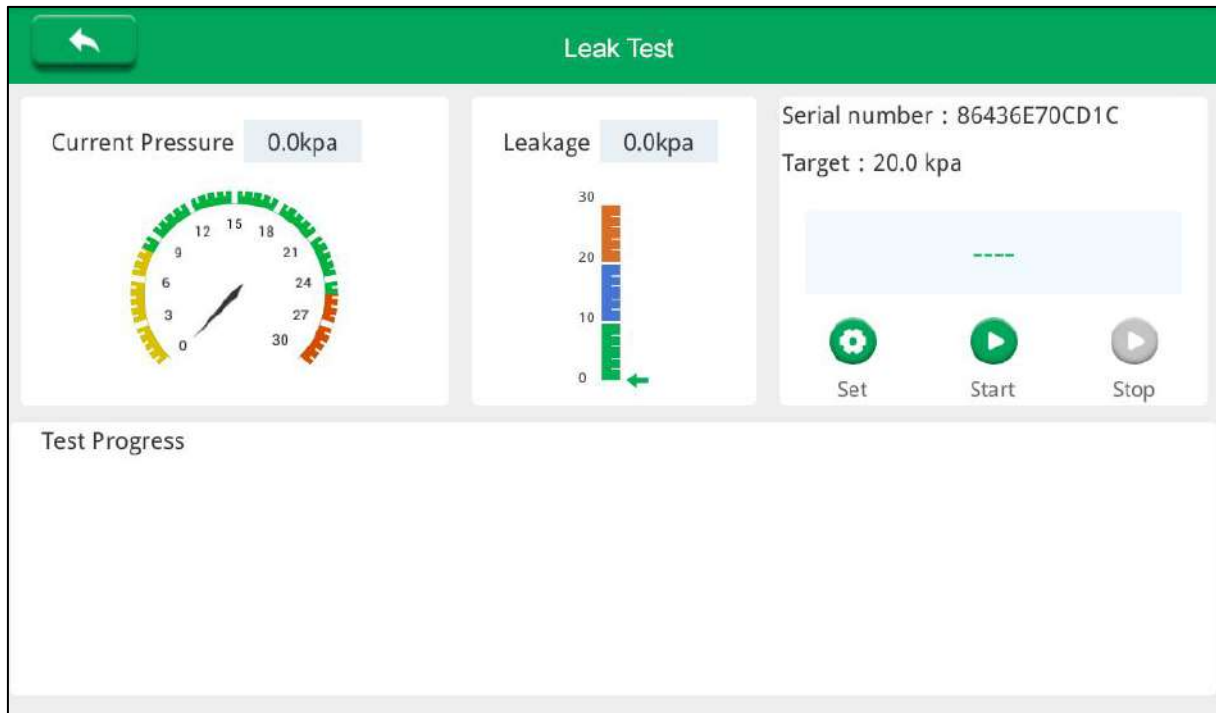 Leak Test
Current Pressure 0.0kpa
0
3
6
9
12
15
18
21
24
27
30
Leakage 0.0kpa
30
20
10
0
Serial number : 86436E70CD1C
Target : 20.0 kpa
----
Set Start Stop
Test Progress